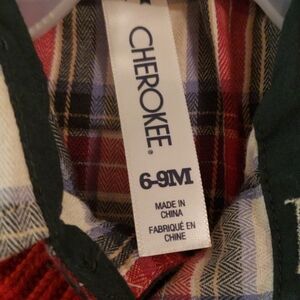 CHEROKEE.
6-9M
MADE IN
CHINA
FABRIQUÉ EN
CHINE